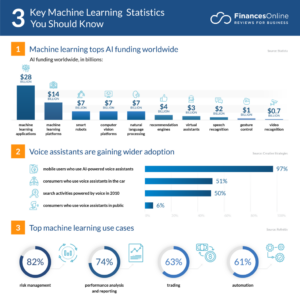 3 Key Machine Learning Statistics
You Should Know
FinancesOnline
REVIEWS FOR BUSINESS
1 Machine learning tops AI funding worldwide
AI funding worldwide, in billions:
$28
BILLION
$14
BILLION
$7
BILLION
$7
BILLION
$7
BILLION
$4
BILLION
$3
BILLION
$2
BILLION
$1
BILLION
$0.7
BILLION
machine learning applications
machine learning platforms
smart robots
computer vision platforms
natural language processing
recommendation engines
virtual assistants
speech recognition
gesture control
video recognition
2 Voice assistants are gaining wider adoption
mobile users who use AI-powered voice assistants 97%
consumers who use voice assistants in the car 51%
search activities powered by voice in 2020 50%
consumers who use voice assistants in public 6%
3 Top machine learning use cases
82%
risk management
74%
performance analysis
and reporting
63%
trading
61%
automation